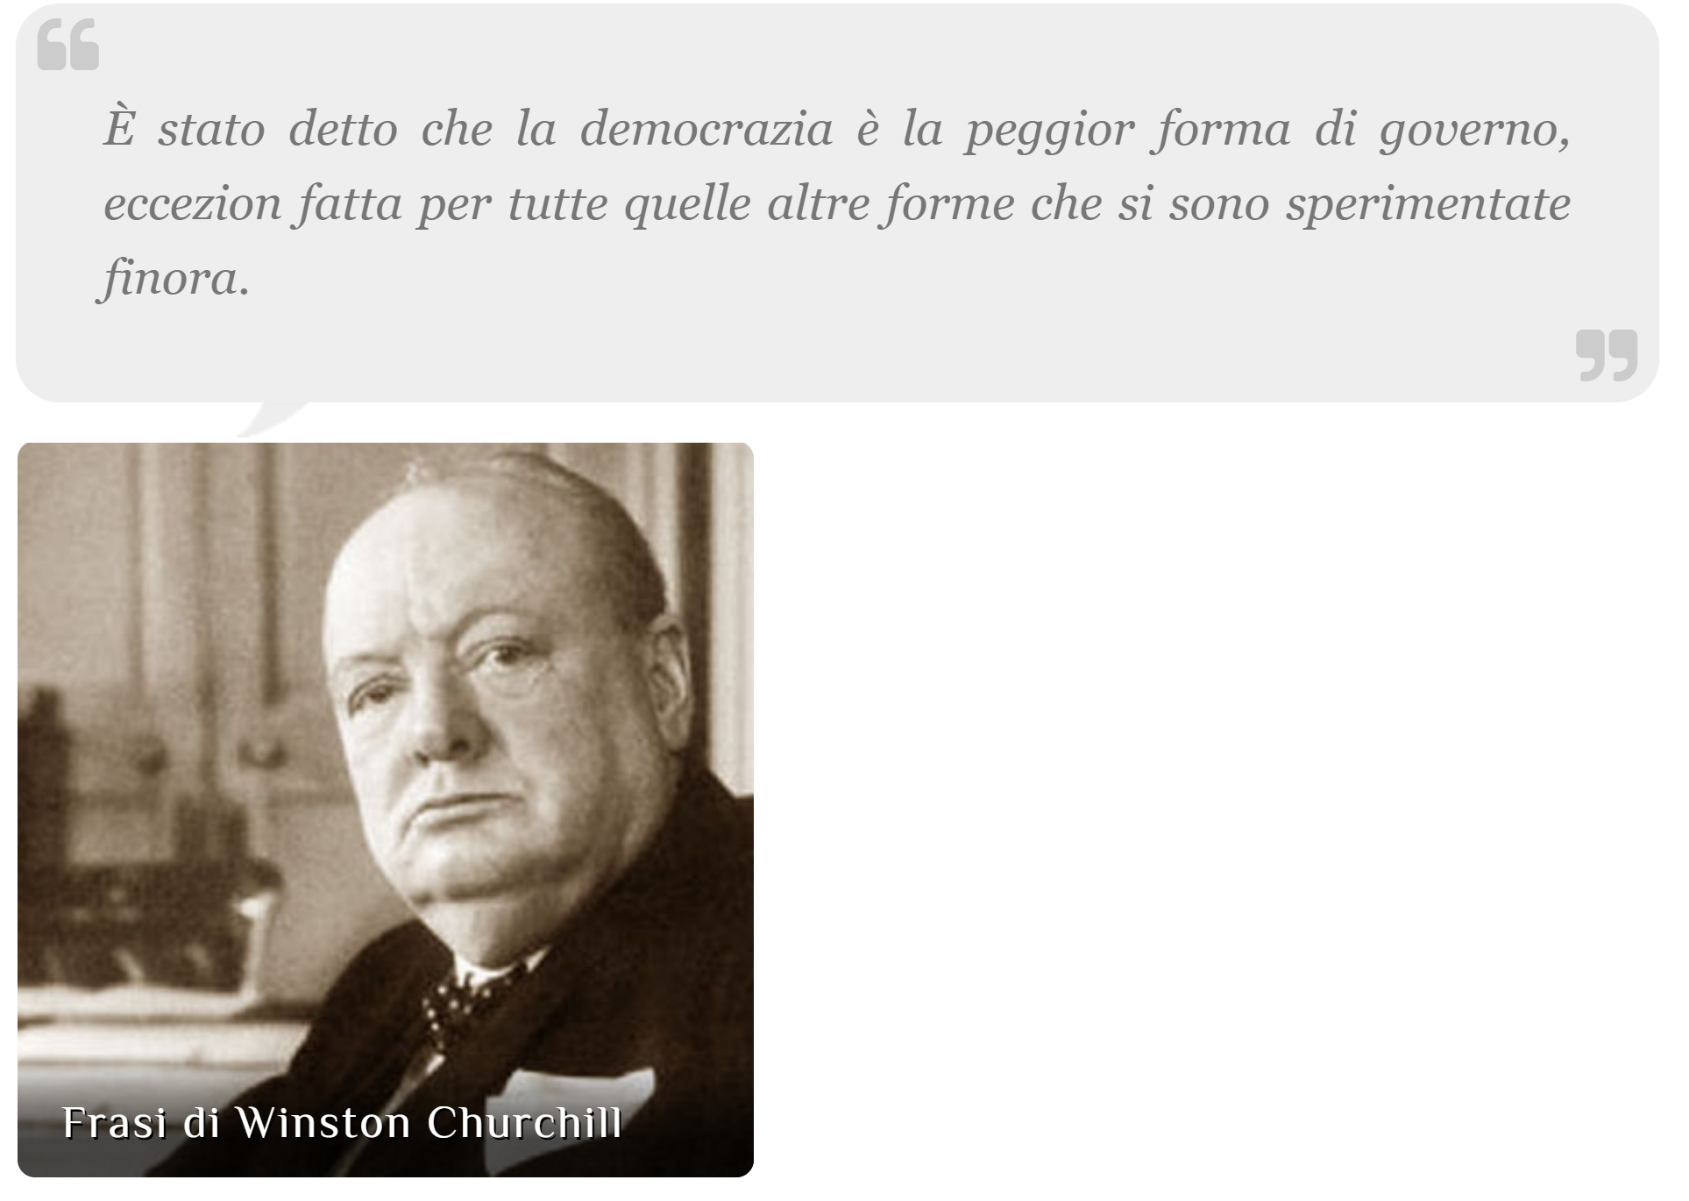 È stato detto che la democrazia è la peggior forma di governo,
eccezion fatta per tutte quelle altre forme che si sono sperimentate
finora.
Frasi di Winston Churchill